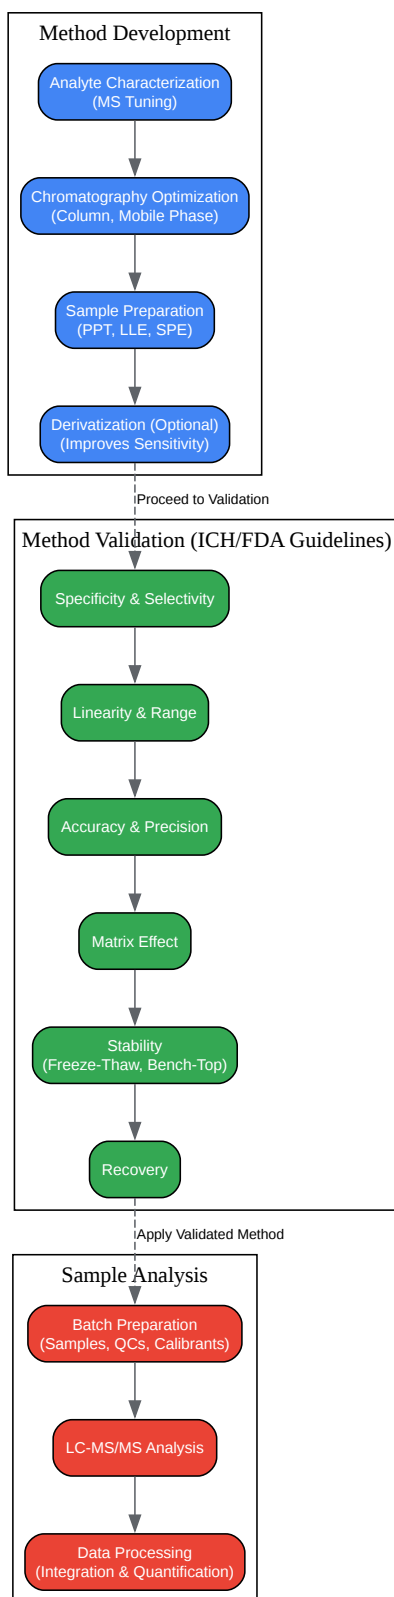 Method Development
Analyte Characterization
(MS Tuning)
Chromatography Optimization
(Column, Mobile Phase)
Sample Preparation
(PPT, LLE, SPE)
Derivatization (Optional)
(Improves Sensitivity)
Proceed to Validation
Method Validation (ICH/FDA Guidelines)
Specificity & Selectivity
Linearity & Range
Accuracy & Precision
Matrix Effect
Stability
(Freeze-Thaw, Bench-Top)
Recovery
Apply Validated Method
Sample Analysis
Batch Preparation
(Samples, QCs, Calibrants)
LC-MS/MS Analysis
Data Processing
(Integration & Quantification)